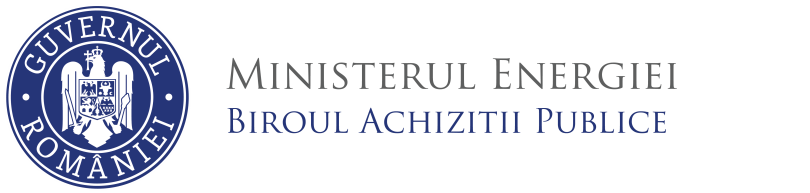 GUVERNUL
ROMÂNIEI
MINISTERUL ENERGIEI
BIROUL ACHIZITII PUBLICE